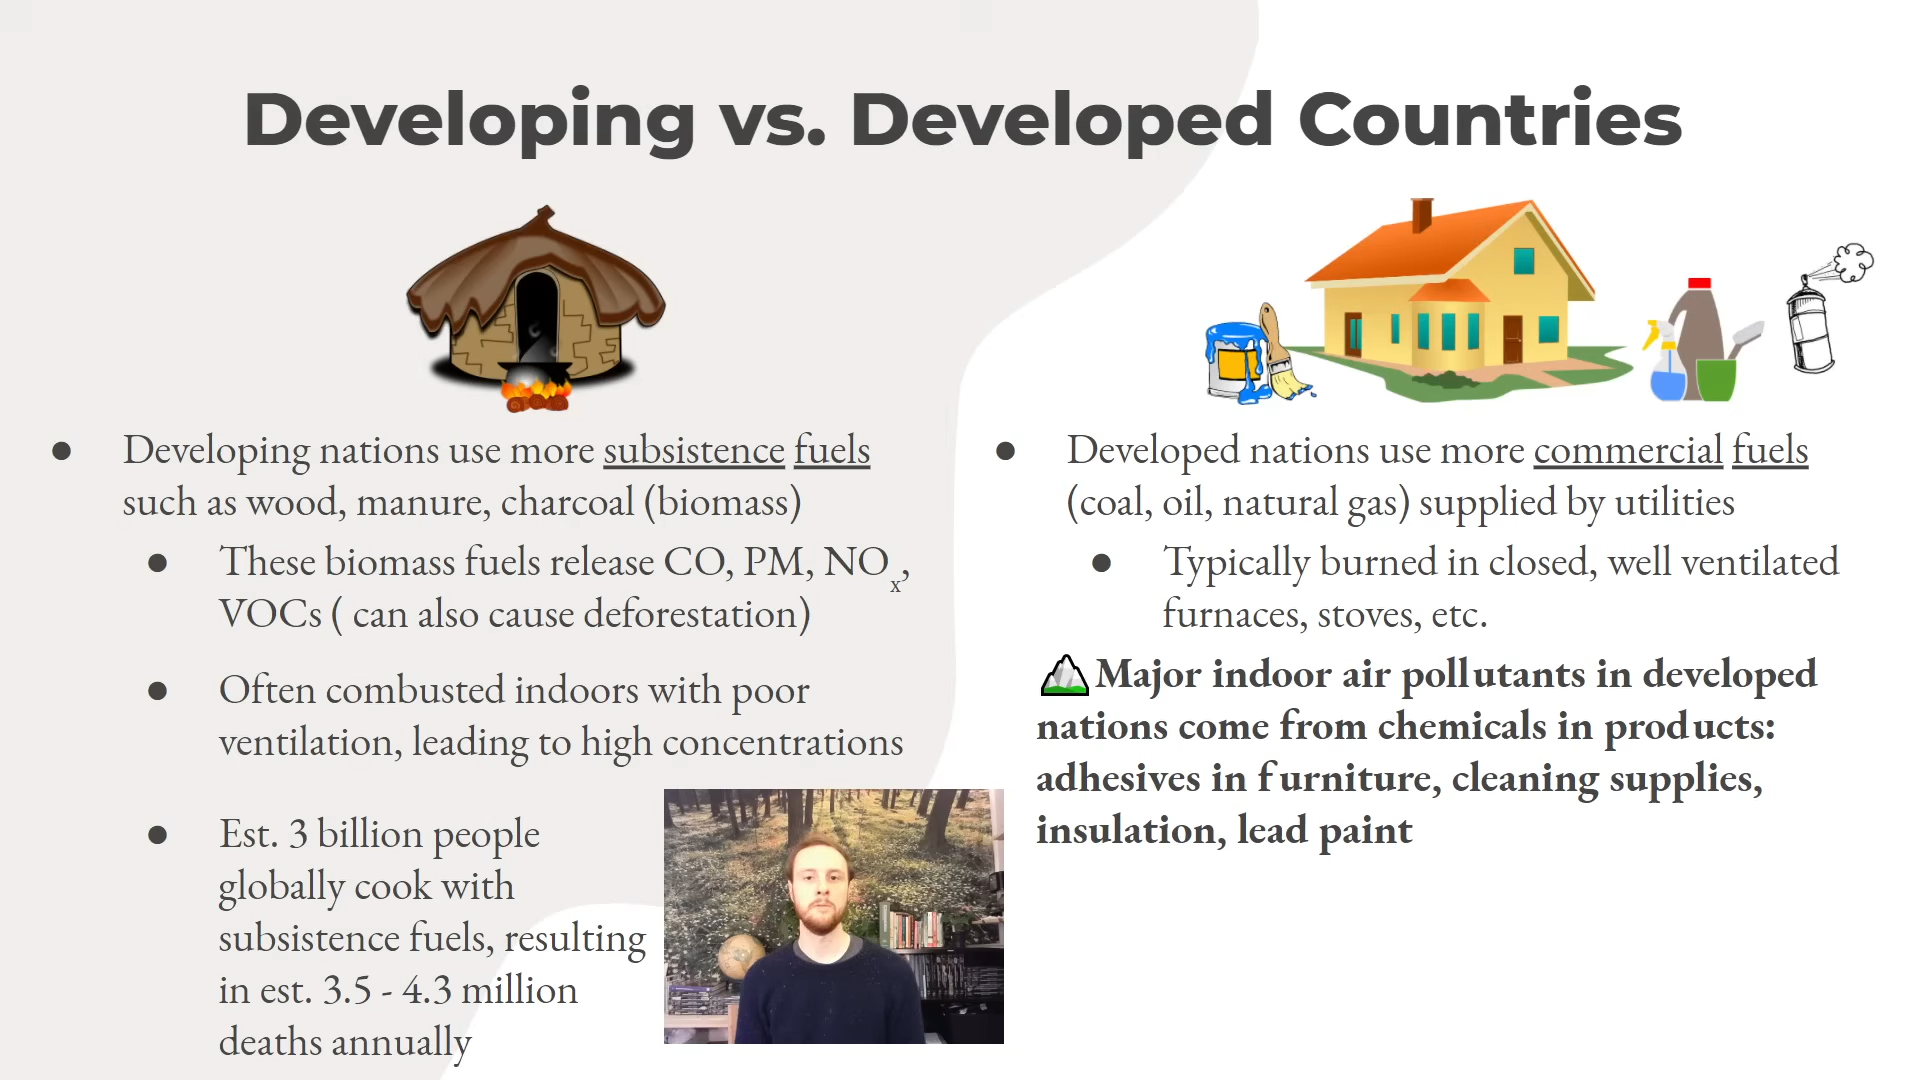 Developing vs. Developed Countries
● Developing nations use more subsistence fuels
such as wood, manure, charcoal (biomass)
● These biomass fuels release CO, PM, NOx,
VOCs ( can also cause deforestation)
● Often combusted indoors with poor
ventilation, leading to high concentrations
● Est. 3 billion people
globally cook with
subsistence fuels, resulting
in est. 3.5 - 4.3 million
deaths annually
● Developed nations use more commercial fuels
(coal, oil, natural gas) supplied by utilities
● Typically burned in closed, well ventilated
furnaces, stoves, etc.
Major indoor air pollutants in developed
nations come from chemicals in products:
adhesives in furniture, cleaning supplies,
insulation, lead paint